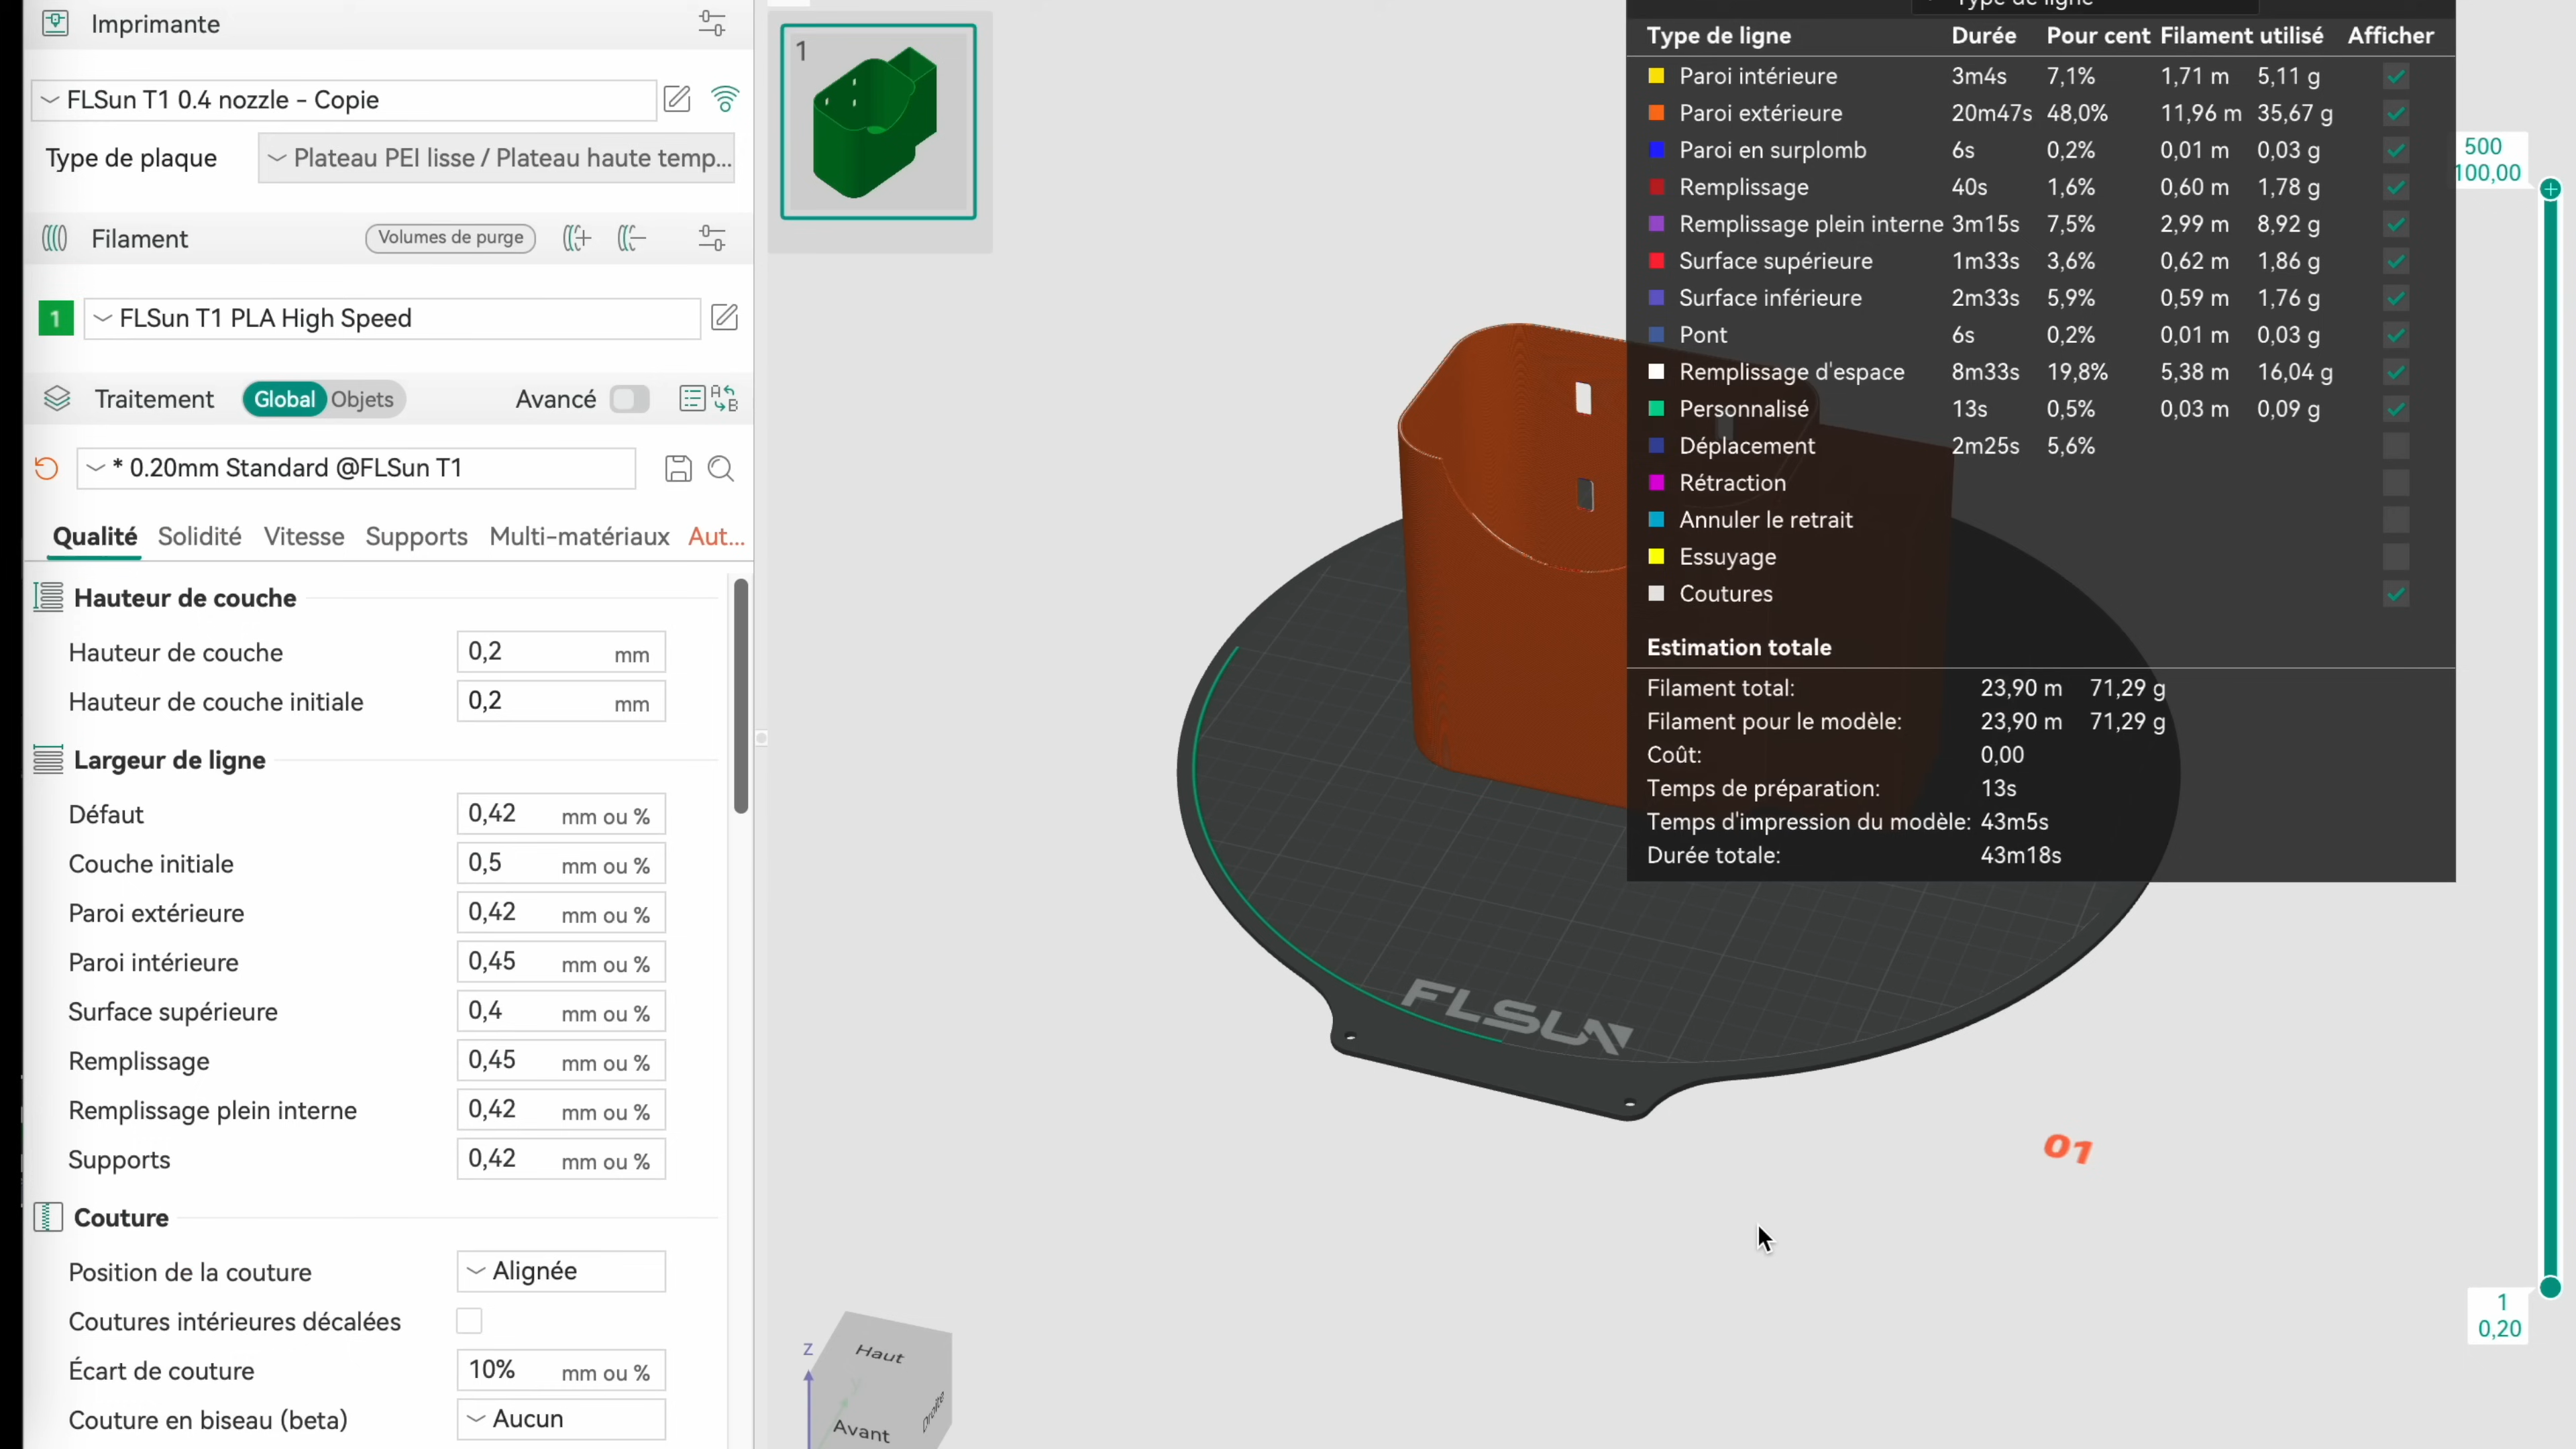 Imprimante
FLSun T1 0.4 nozzle - Copie
Type de plaque
Plateau PEI lisse / Plateau haute temp...
Filament
Volumes de purge
1
FLSun T1 PLA High Speed
Traitement
Global
Objets
Avancé
* 0.20mm Standard @FLSun T1
Qualité
Solidité
Vitesse
Supports
Multi-matériaux
Aut...
Hauteur de couche
Hauteur de couche 0,2 mm
Hauteur de couche initiale 0,2 mm
Largeur de ligne
Défaut 0,42 mm ou %
Couche initiale 0,5 mm ou %
Paroi extérieure 0,42 mm ou %
Paroi intérieure 0,45 mm ou %
Surface supérieure 0,4 mm ou %
Remplissage 0,45 mm ou %
Remplissage plein interne 0,42 mm ou %
Supports 0,42 mm ou %
Couture
Position de la couture Alignée
Coutures intérieures décalées
Écart de couture 10% mm ou %
Couture en biseau (beta) Aucun
1
Type de ligne
Type de ligne Durée Pour cent Filament utilisé Afficher
Paroi intérieure 3m4s 7,1% 1,71 m 5,11 g
Paroi extérieure 20m47s 48,0% 11,96 m 35,67 g
Paroi en surplomb 6s 0,2% 0,01 m 0,03 g
Remplissage 40s 1,6% 0,60 m 1,78 g
Remplissage plein interne 3m15s 7,5% 2,99 m 8,92 g
Surface supérieure 1m33s 3,6% 0,62 m 1,86 g
Surface inférieure 2m33s 5,9% 0,59 m 1,76 g
Pont 6s 0,2% 0,01 m 0,03 g
Remplissage d'espace 8m33s 19,8% 5,38 m 16,04 g
Personnalisé 13s 0,5% 0,03 m 0,09 g
Déplacement 2m25s 5,6%
Rétraction
Annuler le retrait
Essuyage
Coutures
Estimation totale
Filament total: 23,90 m 71,29 g
Filament pour le modèle: 23,90 m 71,29 g
Coût: 0,00
Temps de préparation: 13s
Temps d'impression du modèle: 43m5s
Durée totale: 43m18s
500
100,00
FLSUN
01
1
0,20
Z
Haut
Avant
Droite